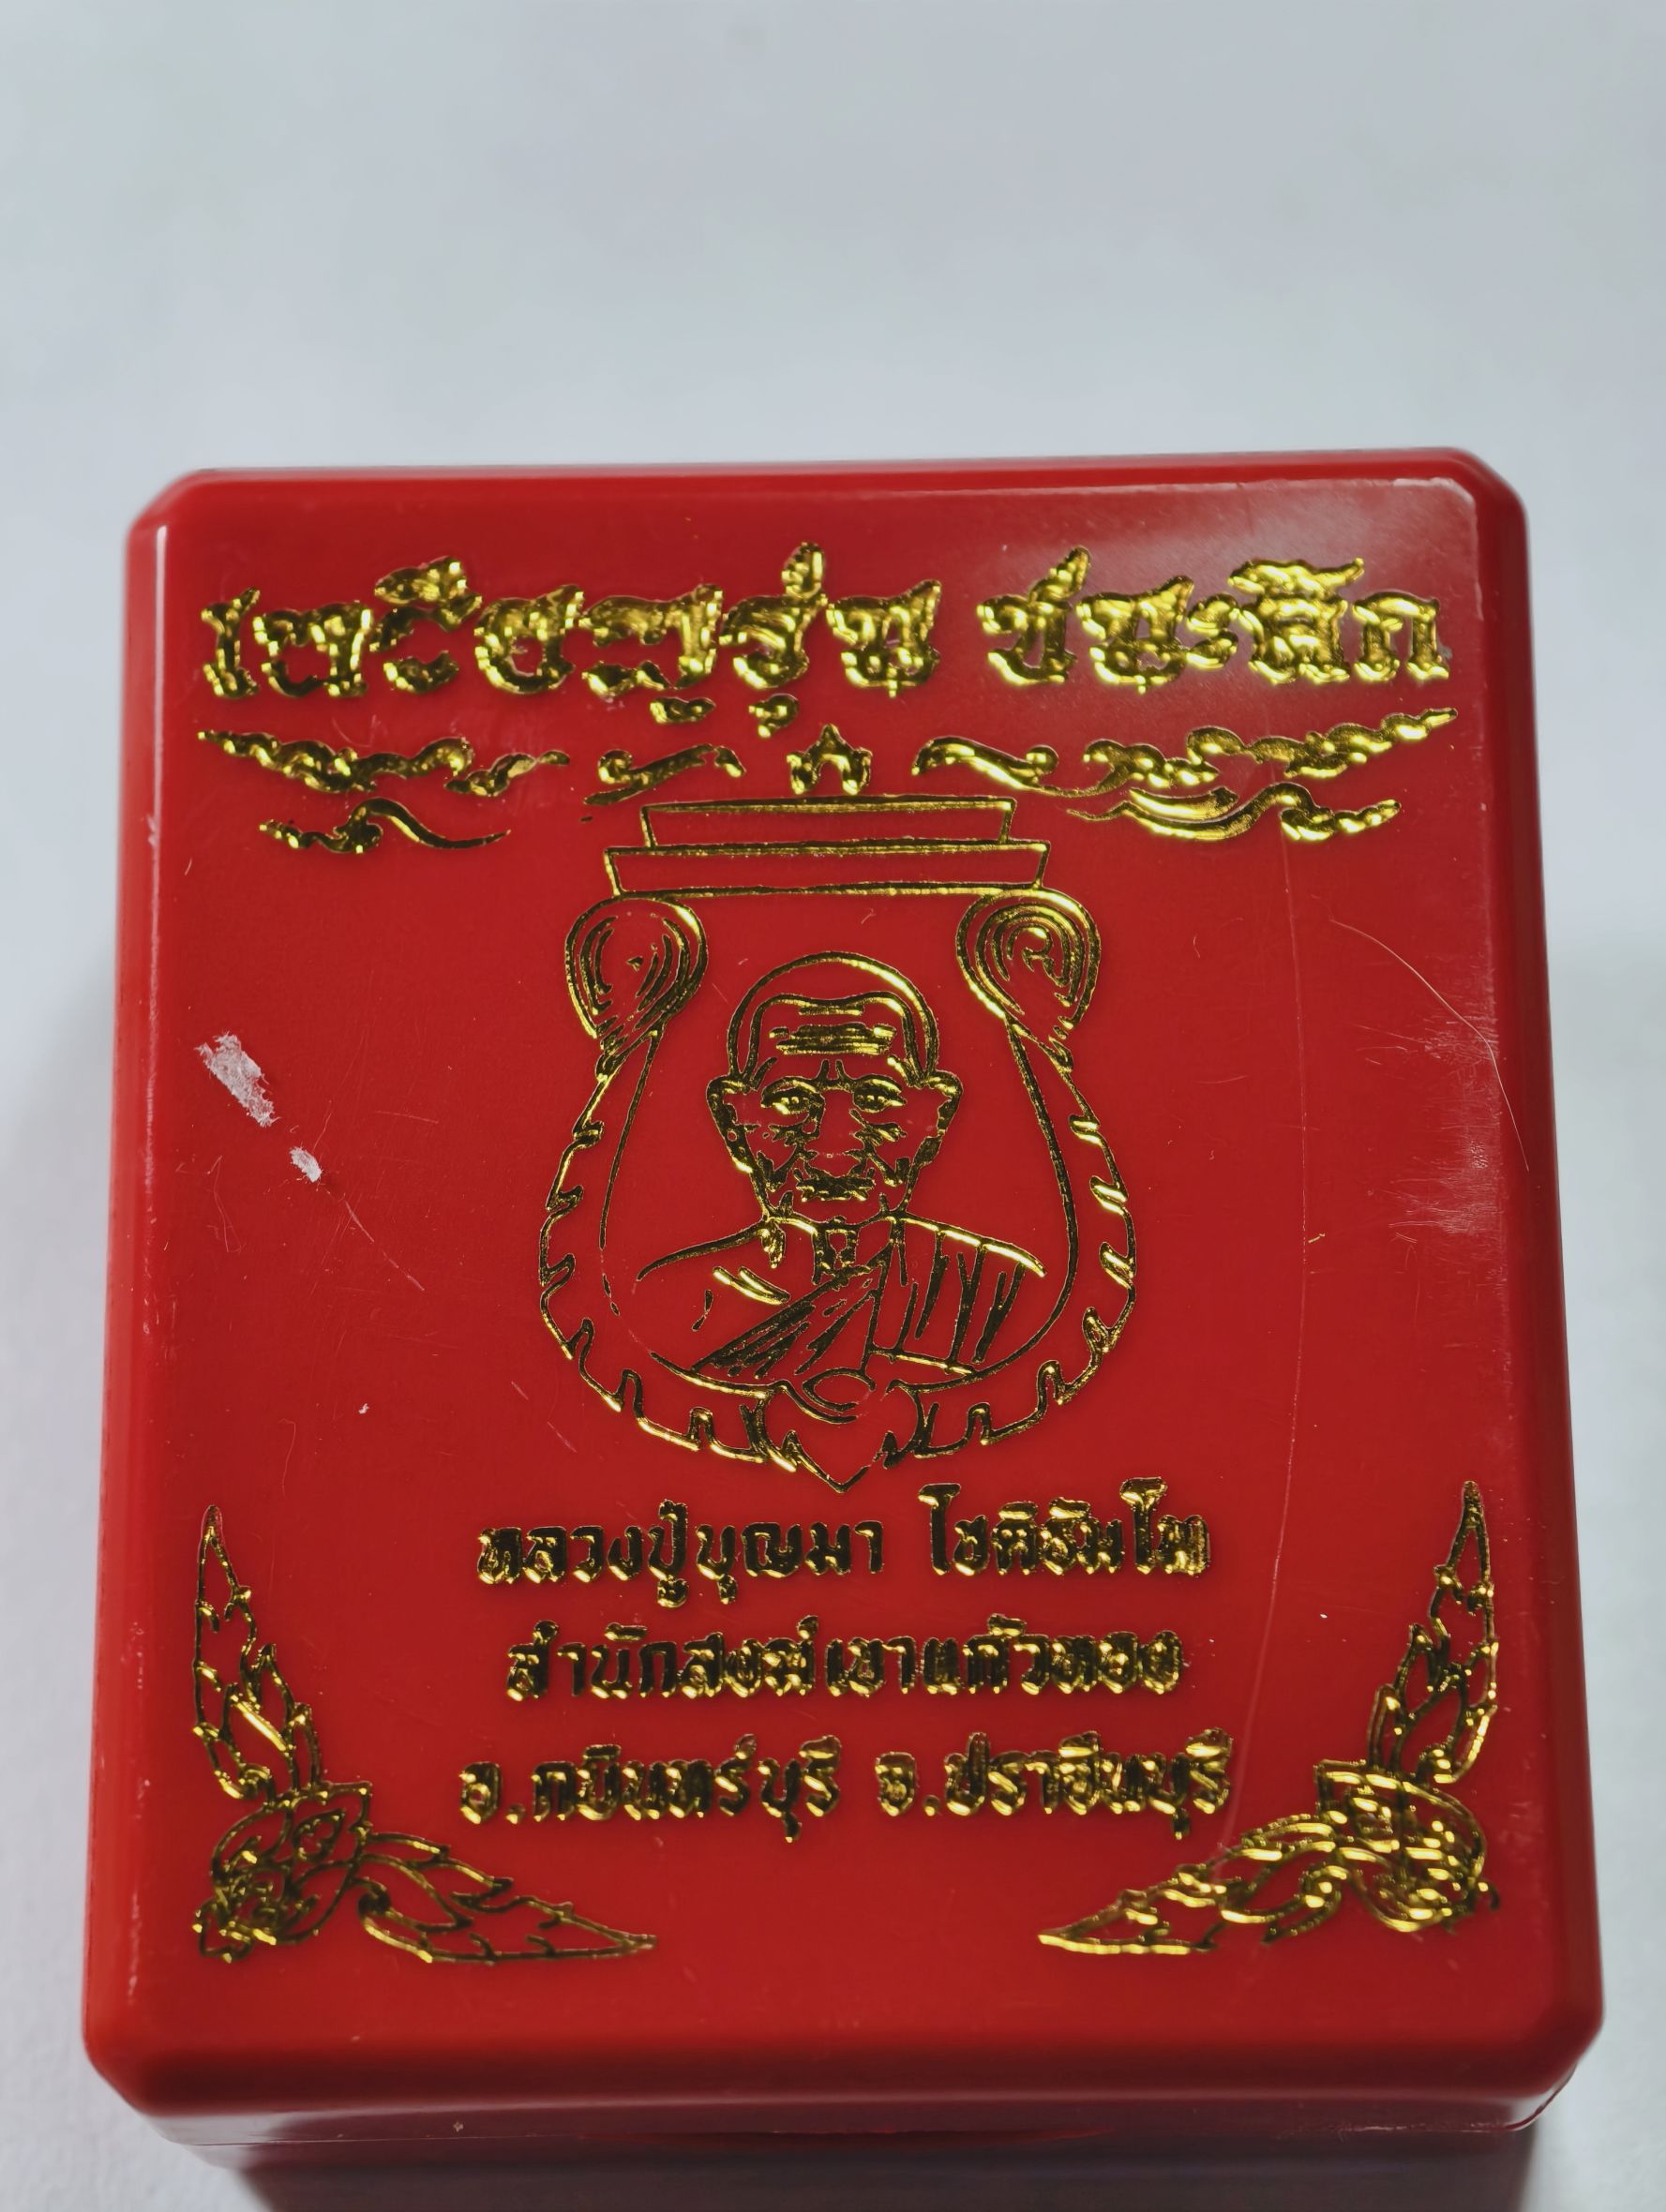 เหรียญรุ่น ชนะศึก
หลวงปู่บุญมา โชติธัมโม
สำนักสงฆ์เขาแก้วทอง
อ.กบินทร์บุรี จ.ปราจีนบุรี